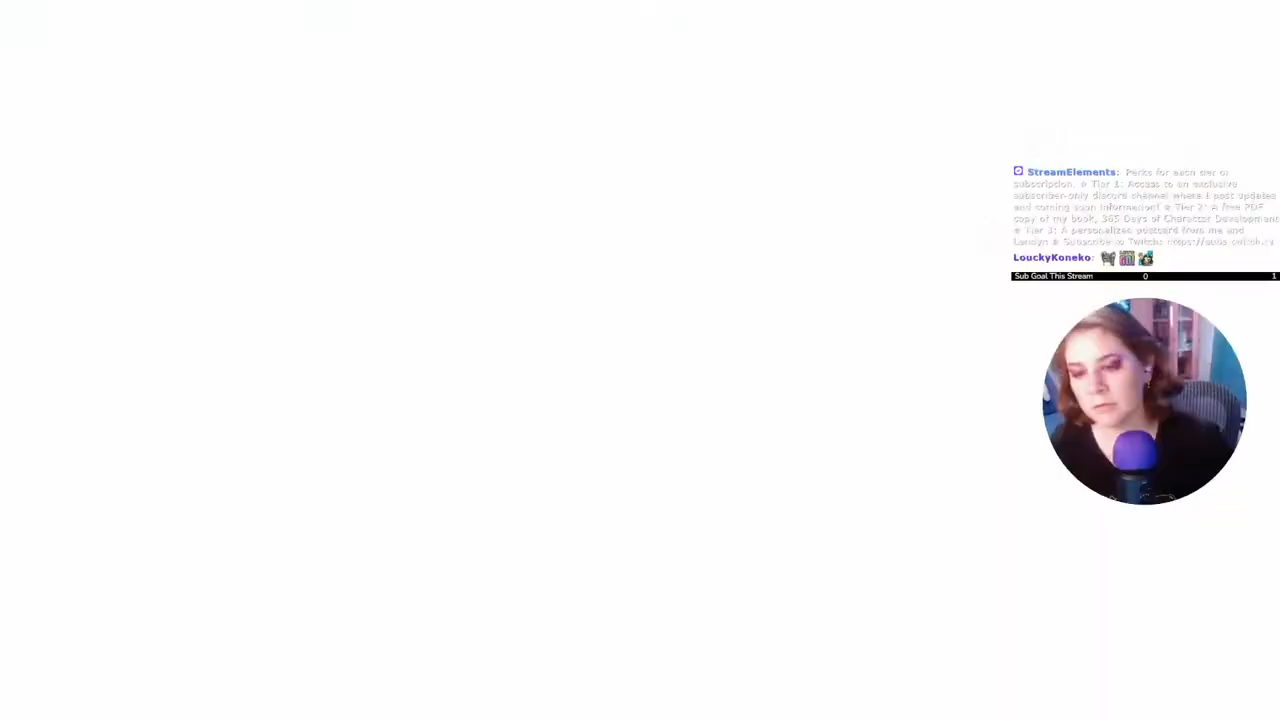 StreamElements: Perks for each tier of
subscription. Tier 1: Access to an exclusive
subscriber-only discord channel where I post updates
and coming soon information! Tier 2: A free PDF
copy of my book, 365 Days of Character Development
Tier 3: A personalized postcard from me and
Subscribe to Twitch:
LouckyKoneko:
Sub Goal This Stream 0 1